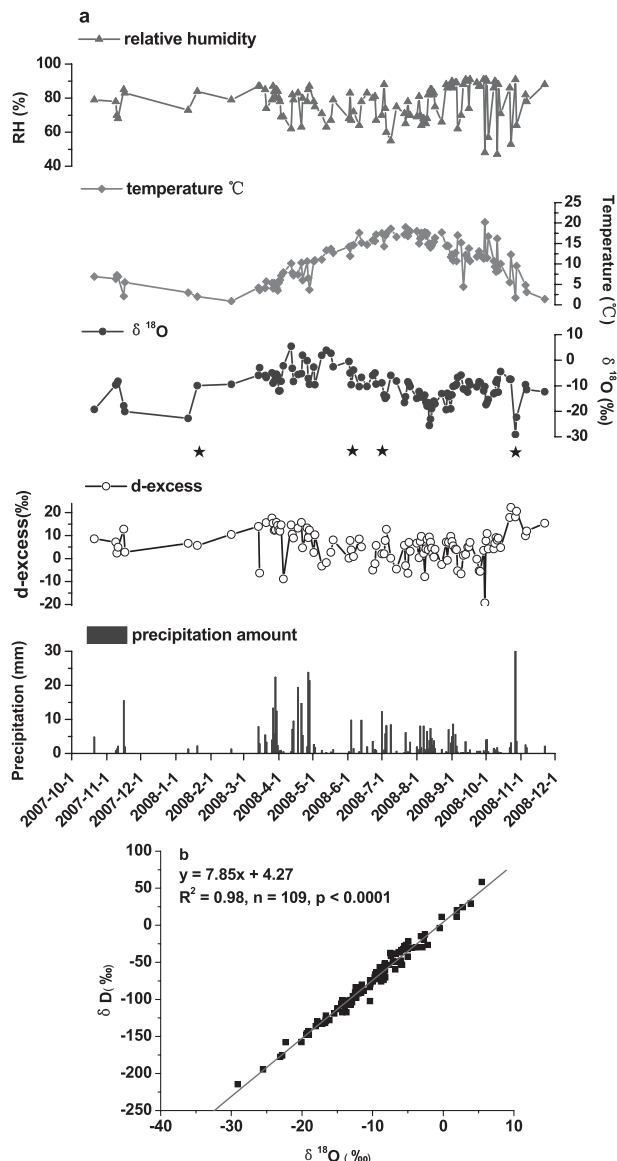 a
relative humidity
100
80
60
40
RH (%)
temperature ℃
25
20
15
10
5
0
Temperature (℃)
δ 18O
10
0
-10
-20
-30
δ 18O (‰)
★ ★ ★ ★
d-excess
20
10
0
-10
-20
d-excess(‰)
precipitation amount
30
20
10
0
Precipitation (mm)
2007-10-1
2007-11-1
2007-12-1
2008-1-1
2008-2-1
2008-3-1
2008-4-1
2008-5-1
2008-6-1
2008-7-1
2008-8-1
2008-9-1
2008-10-1
2008-11-1
2008-12-1
b
y = 7.85x + 4.27
R2 = 0.98, n = 109, p < 0.0001
100
50
0
-50
-100
-150
-200
-250
δ D(‰)
-40 -30 -20 -10 0 10
δ 18O (‰)